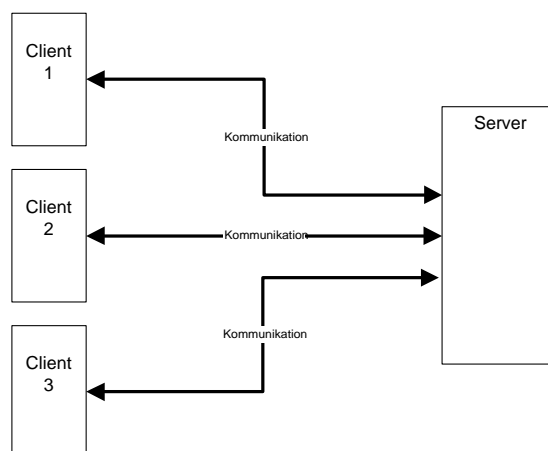 Client
1
Kommunikation
Server
Client
2
Kommunikation
Kommunikation
Client
3